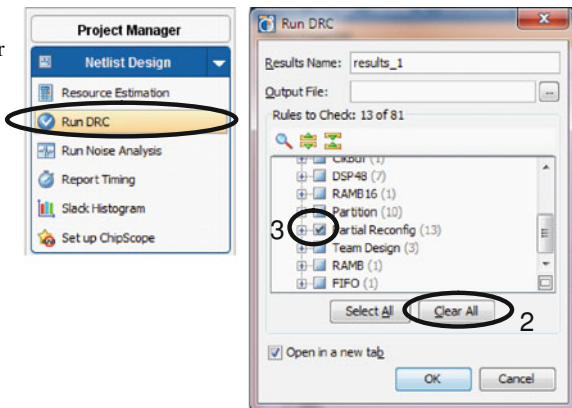 r
Project Manager
Netlist Design
Resource Estimation
Run DRC
Run Noise Analysis
Report Timing
Slack Histogram
Set up ChipScope
Run DRC
Results Name: results_1
Output File:
Rules to Check: 13 of 81
ClkBuf (1)
DSP48 (7)
RAMB16 (1)
Partition (10)
3 Partial Reconfig (13)
Team Design (3)
RAMB (1)
FIFO (1)
Select All Clear All 2
Open in a new tab
OK Cancel